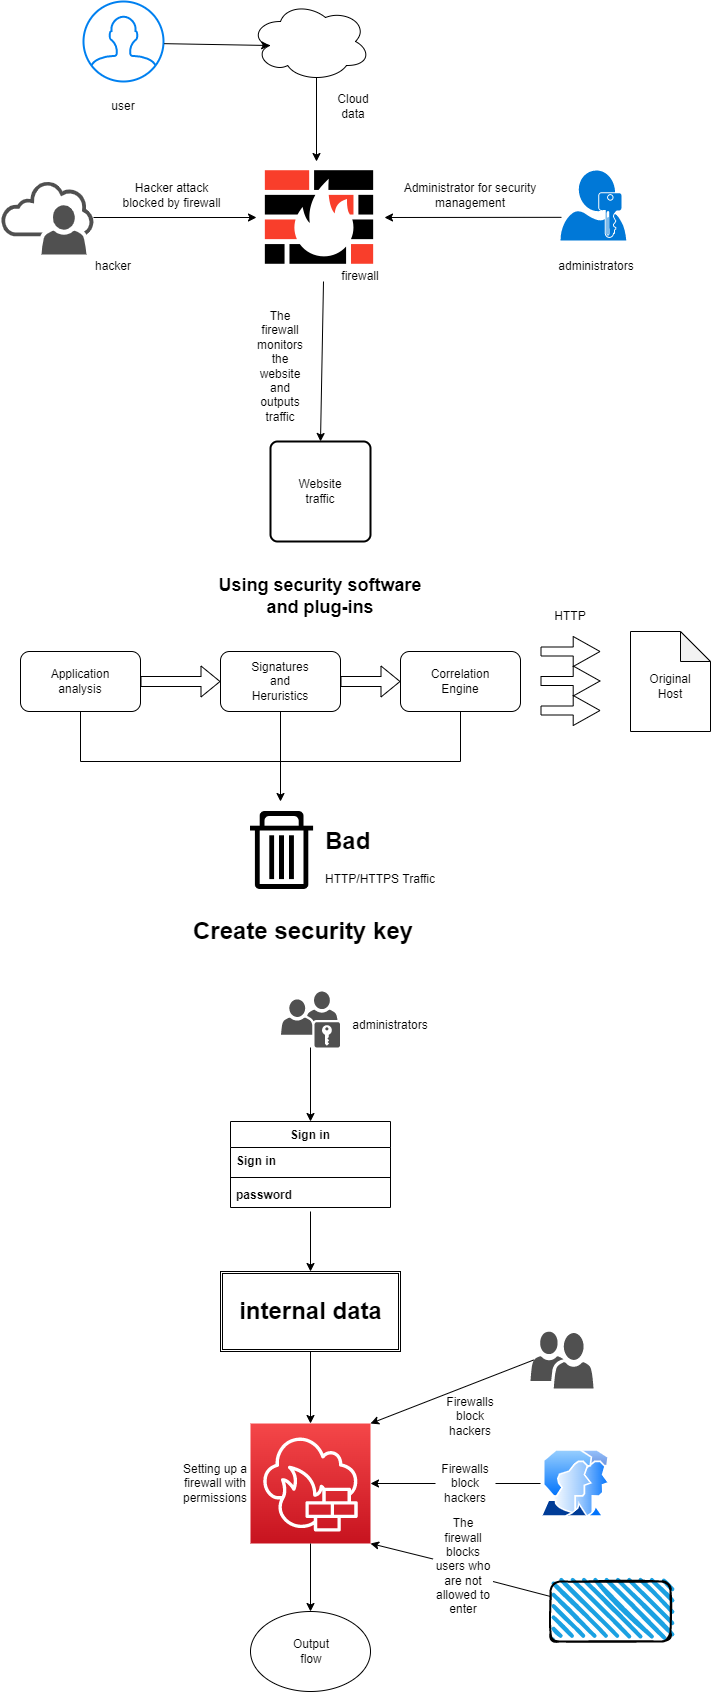 user
Cloud
data
Hacker attack
blocked by firewall
Administrator for security
management
hacker
firewall
administrators
The
firewall
monitors
the
website
and
outputs
traffic
Website
traffic
Using security software
and plug-ins
HTTP
Application
analysis
Signatures
and
Heruristics
Correlation
Engine
Original
Host
Bad
HTTP/HTTPS Traffic
Create security key
administrators
Sign in
Sign in
password
internal data
Firewalls
block
hackers
Setting up a
firewall with
permissions
Firewalls
block
hackers
The
firewall
blocks
users who
are not
allowed to
enter
Output
flow